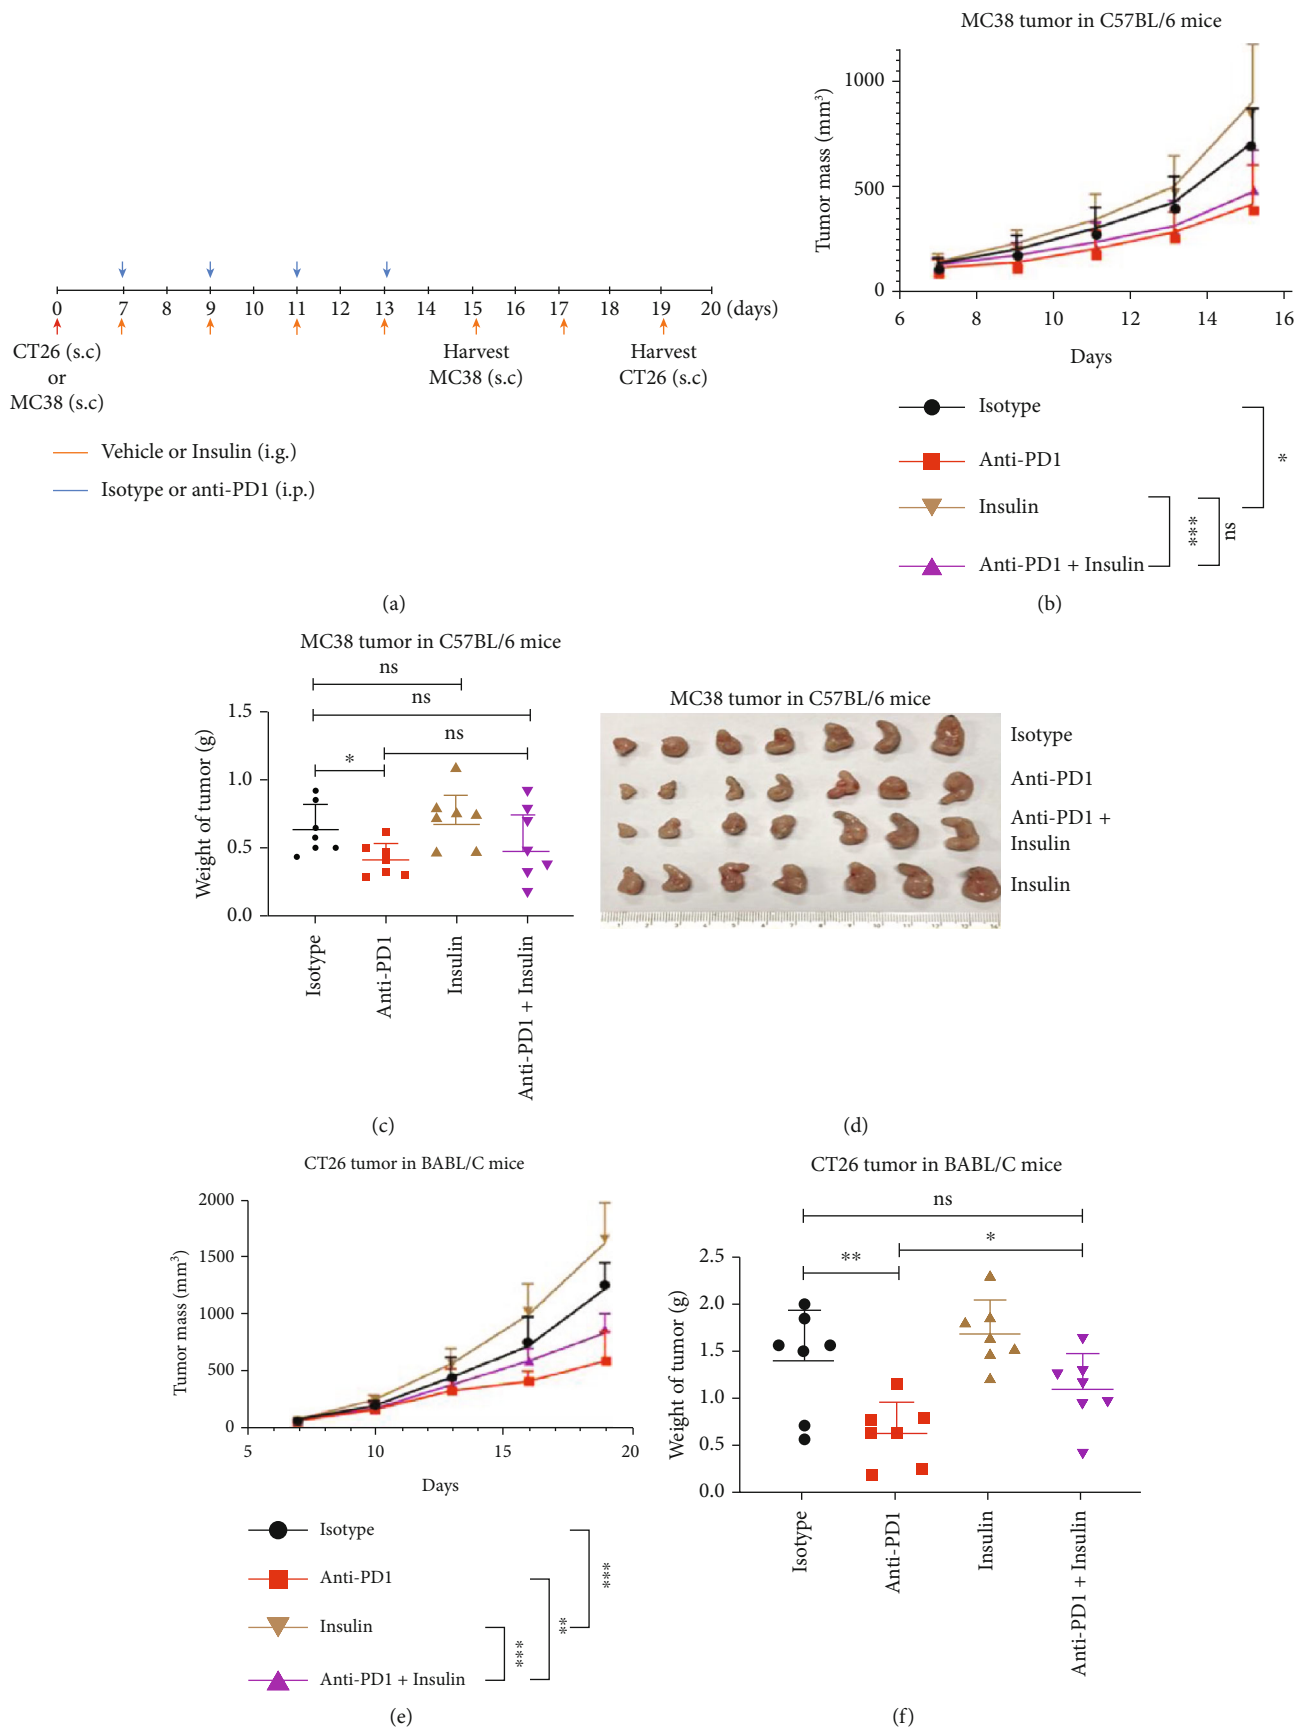 0 7 8 9 10 11 12 13 14 15 16 17 18 19 20 (days)
CT26 (s.c)
or
MC38 (s.c)
Harvest
MC38 (s.c)
Harvest
CT26 (s.c)
Vehicle or Insulin (i.g.)
Isotype or anti-PD1 (i.p.)
(a)
MC38 tumor in C57BL/6 mice
Tumor mass (mm³)
1000
500
0
6 8 10 12 14 16
Days
Isotype
Anti-PD1
Insulin
Anti-PD1 + Insulin
***
ns
*
(b)
MC38 tumor in C57BL/6 mice
ns
ns
ns
*
Weight of tumor (g)
1.5
1.0
0.5
0.0
Isotype
Anti-PD1
Insulin
Anti-PD1 + Insulin
(c)
MC38 tumor in C57BL/6 mice
Isotype
Anti-PD1
Anti-PD1 +
Insulin
Insulin
(d)
CT26 tumor in BABL/C mice
Tumor mass (mm³)
2000
1500
1000
500
0
5 10 15 20
Days
Isotype
Anti-PD1
Insulin
Anti-PD1 + Insulin
***
**
***
(e)
CT26 tumor in BABL/C mice
ns
*
**
Weight of tumor (g)
2.5
2.0
1.5
1.0
0.5
0.0
Isotype
Anti-PD1
Insulin
Anti-PD1 + Insulin
(f)